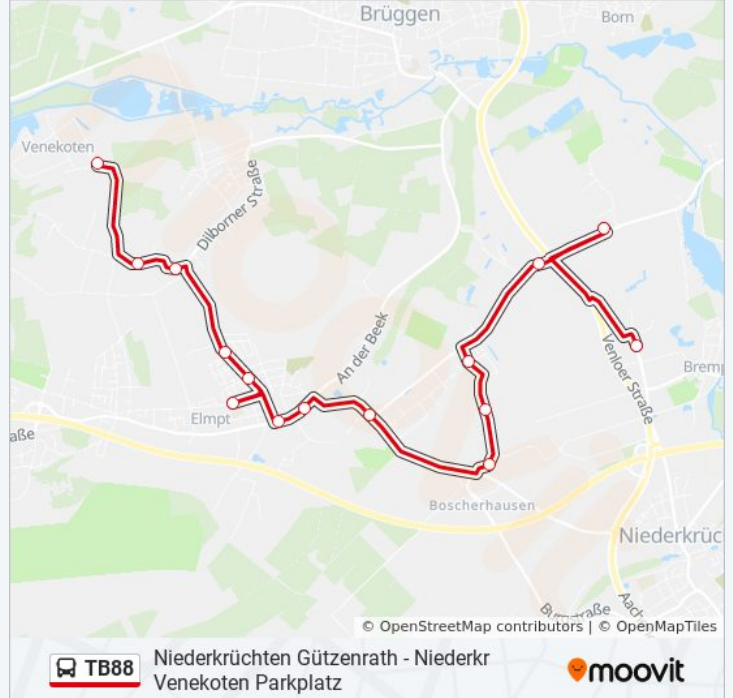 Brüggen
Born
Venekoten
Dilborner Straße
An der Beek
Venloer Straße
Bremp
Elmpt
aße
Boscherhausen
Niederkrüc
Aach
© OpenStreetMap contributors | © OpenMapTiles
TB88
Niederkrüchten Gützenrath - Niederkr
Venekoten Parkplatz
moovit